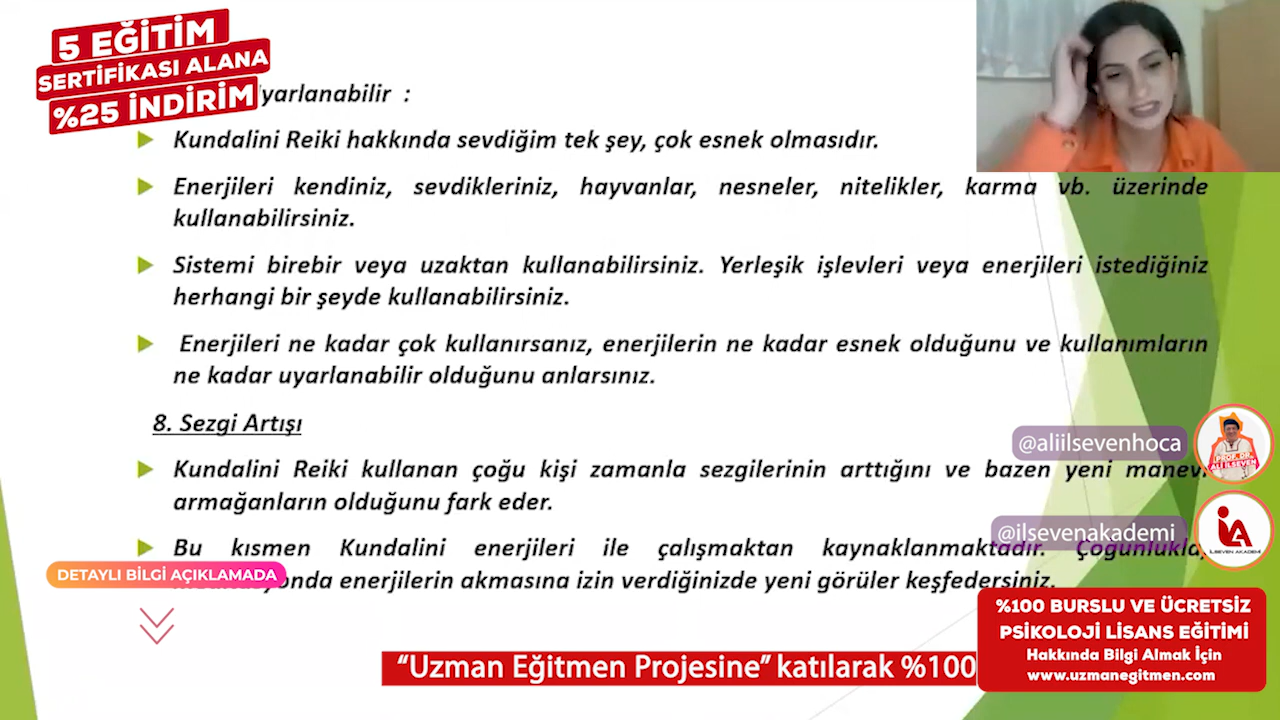 5 EĞİTİM
SERTİFİKASI ALANA
%25 İNDİRİM
:
Kundalini Reiki hakkında sevdiğim tek şey, çok esnek olmasıdır.
Enerjileri kendiniz, sevdikleriniz, hayvanlar, nesneler, nitelikler, karma vb. üzerinde
kullanabilirsiniz.
Sistemi birebir veya uzaktan kullanabilirsiniz. Yerleşik işlevleri veya enerjileri istediğiniz
herhangi bir şeyde kullanabilirsiniz.
Enerjileri ne kadar çok kullanırsanız, enerjilerin ne kadar esnek olduğunu ve kullanımların
ne kadar uyarlanabilir olduğunu anlarsınız.
8. Sezgi Artışı
@aliilsevenhoca
PROF. DR.
ALİ İLSEVEN
Kundalini Reiki kullanan çoğu kişi zamanla sezgilerinin arttığını ve bazen yeni
armağanların olduğunu fark eder.
@ilsevenakademi
İLSEVEN AKADEMİ
Bu kısmen Kundalini enerjileri ile çalışmaktan kaynaklanmaktadır.
DETAYLI BİLGİ AÇIKLAMADA
enerjilerin akmasına izin verdiğinizde yeni görüler keşfedersiniz.
%100 BURSLU VE ÜCRETSİZ
PSİKOLOJİ LİSANS EĞİTİMİ
Hakkında Bilgi Almak İçin
www.uzmanegitmen.com
“Uzman Eğitmen Projesine” katılarak %100